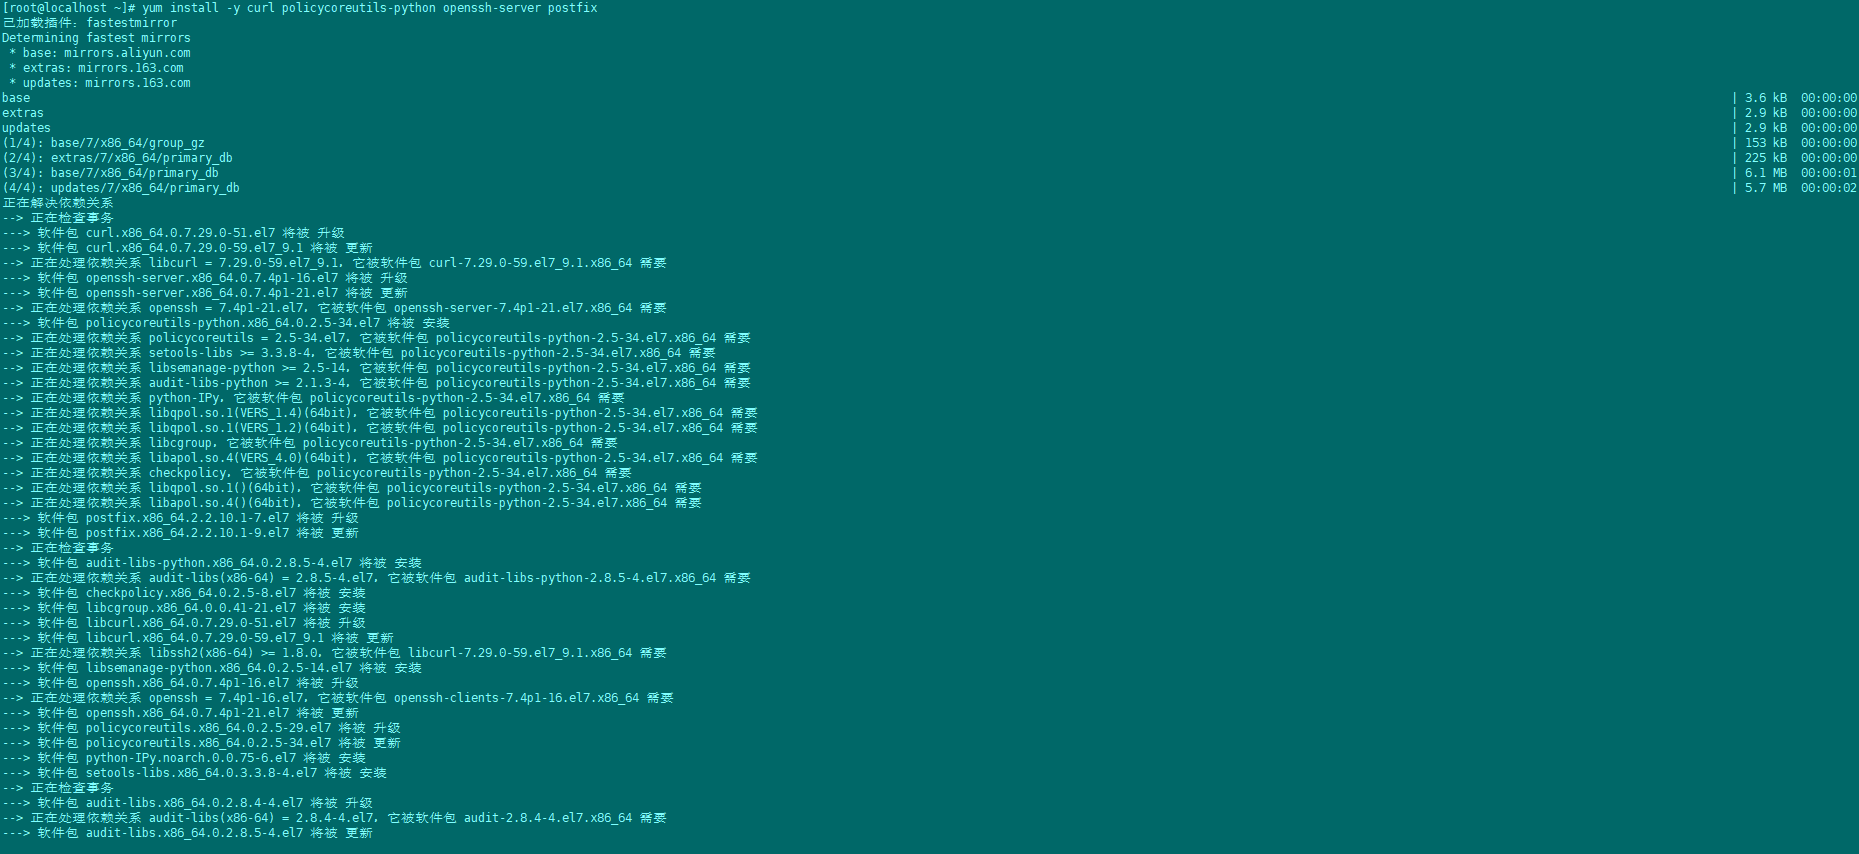 [root@localhost ~]# yum install -y curl policycoreutils-python openssh-server postfix
已加载插件：fastestmirror
Determining fastest mirrors
 * base: mirrors.aliyun.com
 * extras: mirrors.163.com
 * updates: mirrors.163.com
base | 3.6 kB 00:00:00
extras | 2.9 kB 00:00:00
updates | 2.9 kB 00:00:00
(1/4): base/7/x86_64/group_gz | 153 kB 00:00:00
(2/4): extras/7/x86_64/primary_db | 225 kB 00:00:00
(3/4): base/7/x86_64/primary_db | 6.1 MB 00:00:01
(4/4): updates/7/x86_64/primary_db | 5.7 MB 00:00:02
正在解决依赖关系
--> 正在检查事务
---> 软件包 curl.x86_64.0.7.29.0-51.el7 将被 升级
---> 软件包 curl.x86_64.0.7.29.0-59.el7_9.1 将被 更新
--> 正在处理依赖关系 libcurl = 7.29.0-59.el7_9.1，它被软件包 curl-7.29.0-59.el7_9.1.x86_64 需要
---> 软件包 openssh-server.x86_64.0.7.4p1-16.el7 将被 升级
---> 软件包 openssh-server.x86_64.0.7.4p1-21.el7 将被 更新
--> 正在处理依赖关系 openssh = 7.4p1-21.el7，它被软件包 openssh-server-7.4p1-21.el7.x86_64 需要
---> 软件包 policycoreutils-python.x86_64.0.2.5-34.el7 将被 安装
--> 正在处理依赖关系 policycoreutils = 2.5-34.el7，它被软件包 policycoreutils-python-2.5-34.el7.x86_64 需要
--> 正在处理依赖关系 setools-libs >= 3.3.8-4，它被软件包 policycoreutils-python-2.5-34.el7.x86_64 需要
--> 正在处理依赖关系 libsemanage-python >= 2.5-14，它被软件包 policycoreutils-python-2.5-34.el7.x86_64 需要
--> 正在处理依赖关系 audit-libs-python >= 2.1.3-4，它被软件包 policycoreutils-python-2.5-34.el7.x86_64 需要
--> 正在处理依赖关系 python-IPy，它被软件包 policycoreutils-python-2.5-34.el7.x86_64 需要
--> 正在处理依赖关系 libqpol.so.1(VERS_1.4)(64bit)，它被软件包 policycoreutils-python-2.5-34.el7.x86_64 需要
--> 正在处理依赖关系 libqpol.so.1(VERS_1.2)(64bit)，它被软件包 policycoreutils-python-2.5-34.el7.x86_64 需要
--> 正在处理依赖关系 libcgroup，它被软件包 policycoreutils-python-2.5-34.el7.x86_64 需要
--> 正在处理依赖关系 libapol.so.4(VERS_4.0)(64bit)，它被软件包 policycoreutils-python-2.5-34.el7.x86_64 需要
--> 正在处理依赖关系 checkpolicy，它被软件包 policycoreutils-python-2.5-34.el7.x86_64 需要
--> 正在处理依赖关系 libqpol.so.1()(64bit)，它被软件包 policycoreutils-python-2.5-34.el7.x86_64 需要
--> 正在处理依赖关系 libapol.so.4()(64bit)，它被软件包 policycoreutils-python-2.5-34.el7.x86_64 需要
---> 软件包 postfix.x86_64.2.2.10.1-7.el7 将被 升级
---> 软件包 postfix.x86_64.2.2.10.1-9.el7 将被 更新
--> 正在检查事务
---> 软件包 audit-libs-python.x86_64.0.2.8.5-4.el7 将被 安装
--> 正在处理依赖关系 audit-libs(x86-64) = 2.8.5-4.el7，它被软件包 audit-libs-python-2.8.5-4.el7.x86_64 需要
---> 软件包 checkpolicy.x86_64.0.2.5-8.el7 将被 安装
---> 软件包 libcgroup.x86_64.0.0.41-21.el7 将被 安装
---> 软件包 libcurl.x86_64.0.7.29.0-51.el7 将被 升级
---> 软件包 libcurl.x86_64.0.7.29.0-59.el7_9.1 将被 更新
--> 正在处理依赖关系 libssh2(x86-64) >= 1.8.0，它被软件包 libcurl-7.29.0-59.el7_9.1.x86_64 需要
---> 软件包 libsemanage-python.x86_64.0.2.5-14.el7 将被 安装
---> 软件包 openssh.x86_64.0.7.4p1-16.el7 将被 升级
--> 正在处理依赖关系 openssh = 7.4p1-16.el7，它被软件包 openssh-clients-7.4p1-16.el7.x86_64 需要
---> 软件包 openssh.x86_64.0.7.4p1-21.el7 将被 更新
---> 软件包 policycoreutils.x86_64.0.2.5-29.el7 将被 升级
---> 软件包 policycoreutils.x86_64.0.2.5-34.el7 将被 更新
---> 软件包 python-IPy.noarch.0.0.75-6.el7 将被 安装
---> 软件包 setools-libs.x86_64.0.3.3.8-4.el7 将被 安装
--> 正在检查事务
---> 软件包 audit-libs.x86_64.0.2.8.4-4.el7 将被 升级
--> 正在处理依赖关系 audit-libs(x86-64) = 2.8.4-4.el7，它被软件包 audit-2.8.4-4.el7.x86_64 需要
---> 软件包 audit-libs.x86_64.0.2.8.5-4.el7 将被 更新